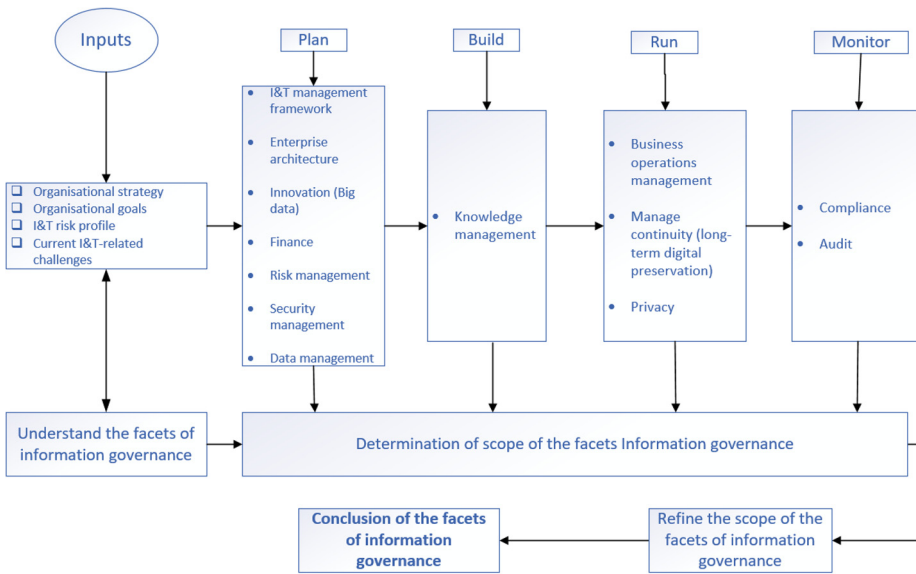 Inputs
Plan
Build
Run
Monitor
❑ Organisational strategy
❑ Organisational goals
❑ I&T risk profile
❑ Current I&T-related
challenges
• I&T management
framework
• Enterprise
architecture
• Innovation (Big
data)
• Finance
• Risk management
• Security
management
• Data management
• Knowledge
management
• Business
operations
management
• Manage
continuity (long-
term digital
preservation)
• Privacy
• Compliance
• Audit
Understand the facets of
information governance
Determination of scope of the facets Information governance
Conclusion of the facets
of information
governance
Refine the scope of the
facets of information
governance